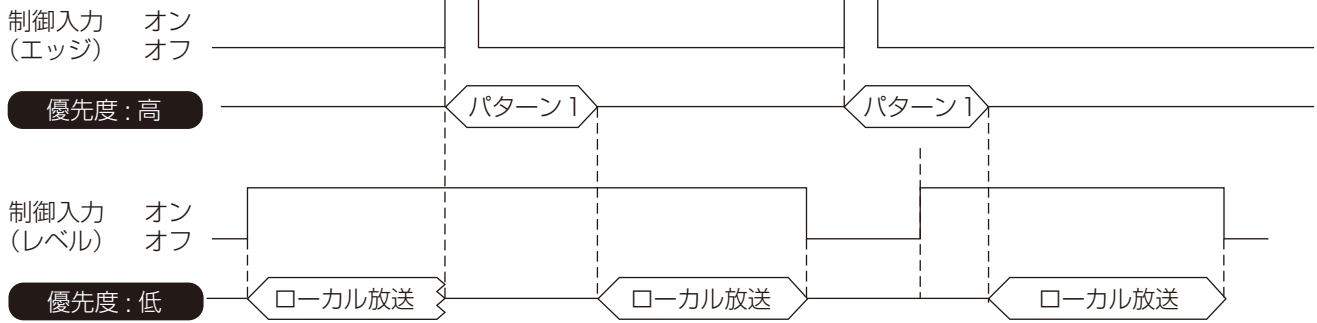 制御入力 オン
(エッジ) オフ
優先度:高
パターン1
パターン1
制御入力 オン
(レベル) オフ
優先度:低
ローカル放送
ローカル放送
ローカル放送